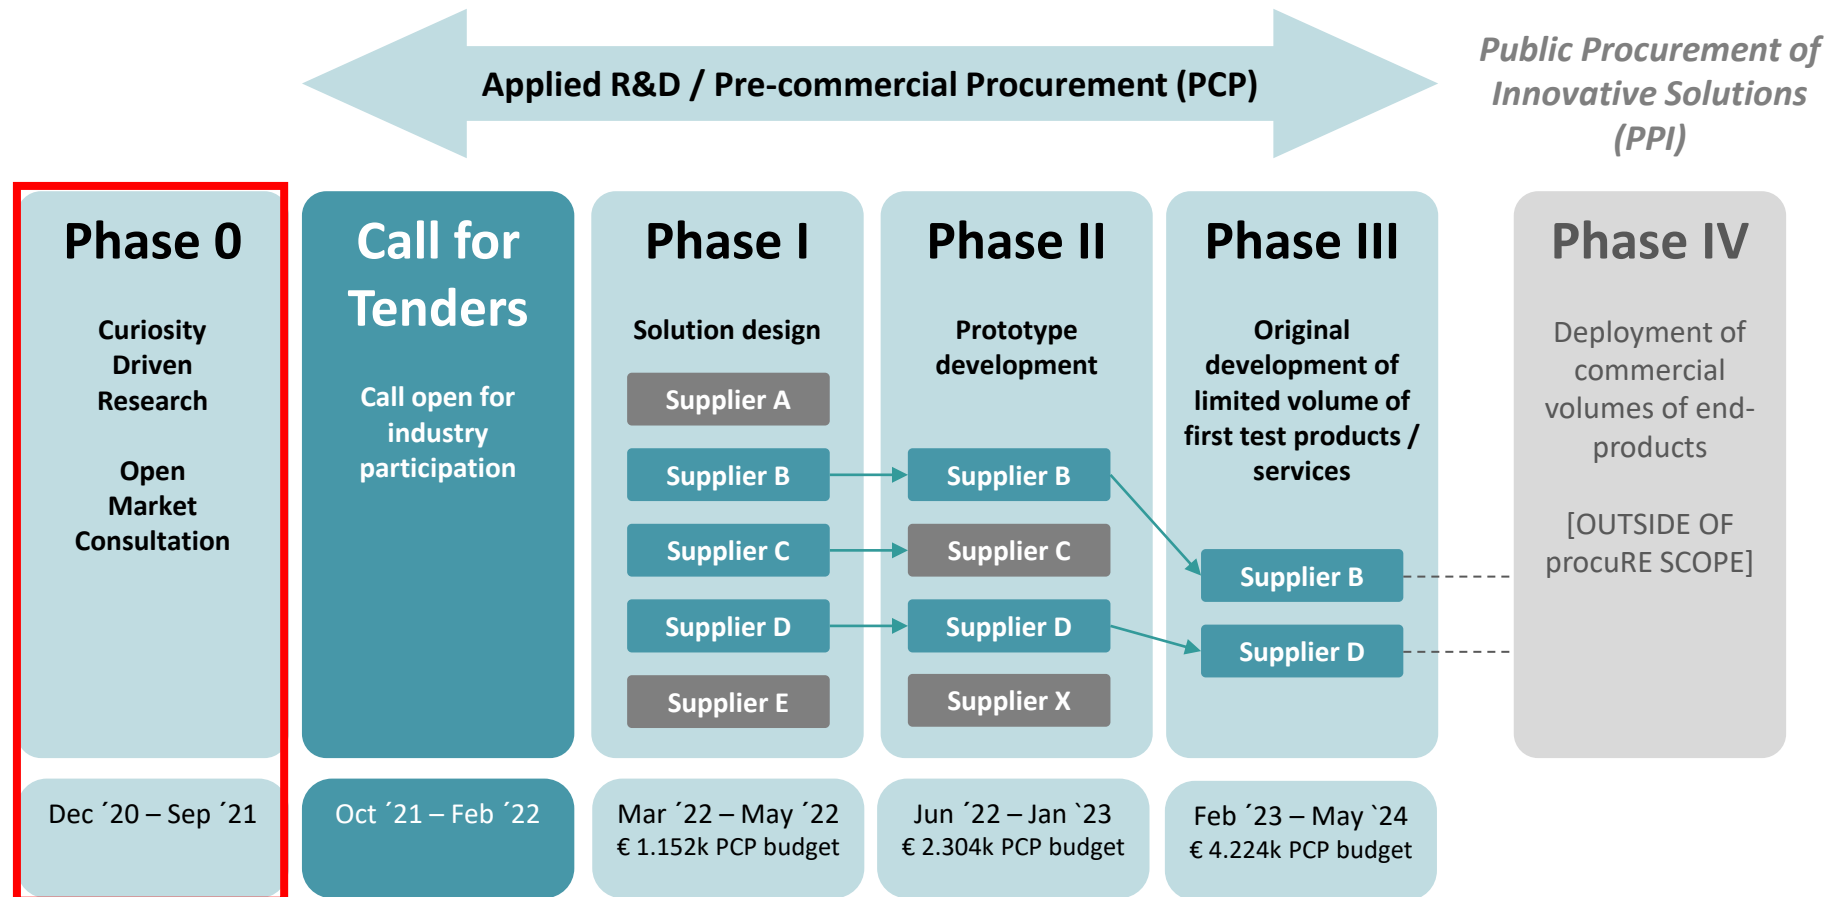 Applied R&D / Pre-commercial Procurement (PCP)
Public Procurement of
Innovative Solutions
(PPI)
Phase 0
Curiosity
Driven
Research
Open
Market
Consultation
Dec ´20 – Sep ´21
Call for
Tenders
Call open for
industry
participation
Oct ´21 – Feb ´22
Phase I
Solution design
Supplier A
Supplier B
Supplier C
Supplier D
Supplier E
Mar ´22 – May ´22
€ 1.152k PCP budget
Phase II
Prototype
development
Supplier B
Supplier C
Supplier D
Supplier X
Jun ´22 – Jan `23
€ 2.304k PCP budget
Phase III
Original
development of
limited volume of
first test products /
services
Supplier B
Supplier D
Feb ´23 – May `24
€ 4.224k PCP budget
Phase IV
Deployment of
commercial
volumes of end-
products
[OUTSIDE OF
procuRE SCOPE]